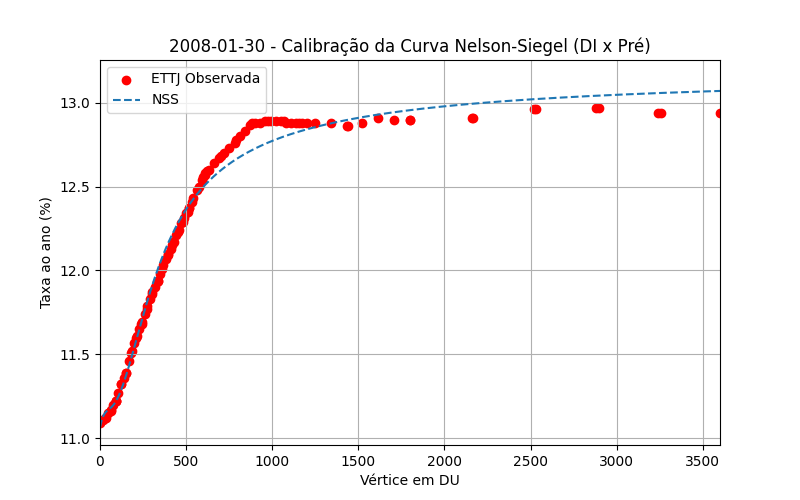 2008-01-30 - Calibração da Curva Nelson-Siegel (DI x Pré)
ETTJ Observada
NSS
13.0
12.5
12.0
11.5
11.0
Taxa ao ano (%)
0 500 1000 1500 2000 2500 3000 3500
Vértice em DU